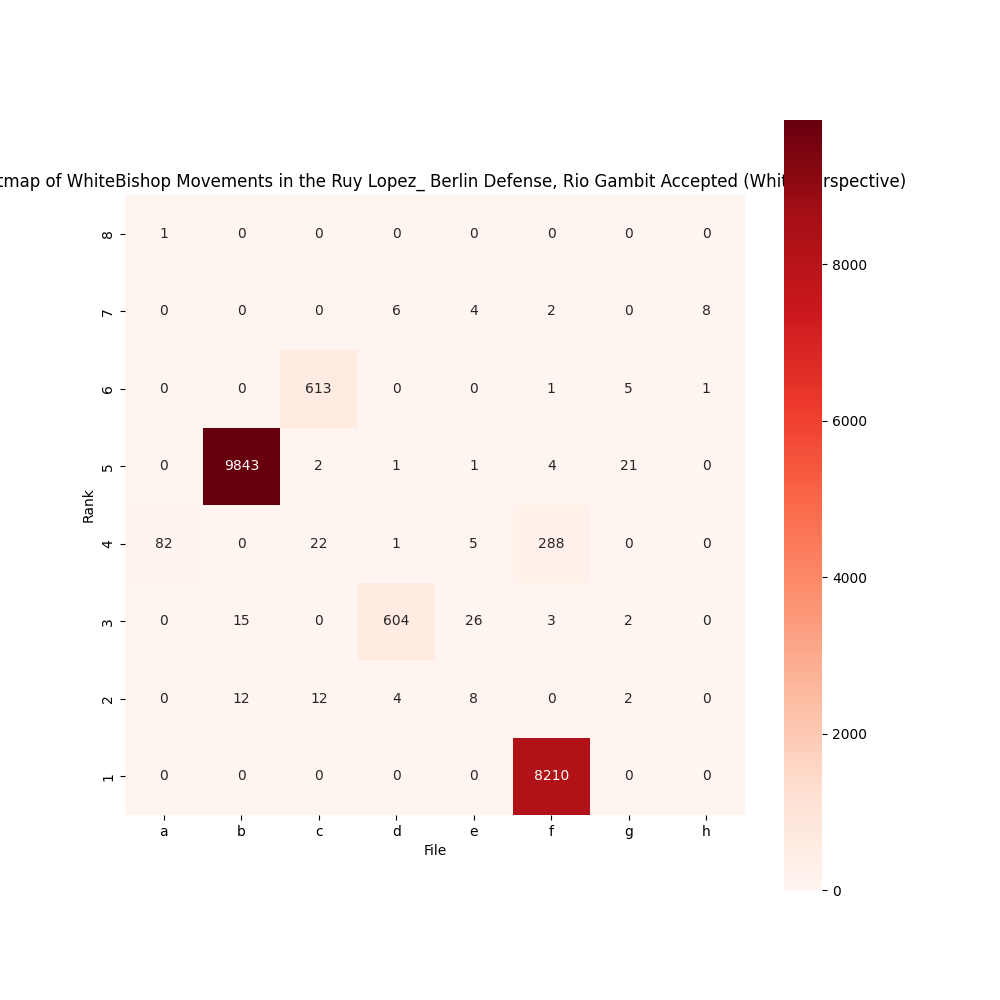 tmap of WhiteBishop Movements in the Ruy Lopez_ Berlin Defense, Rio Gambit Accepted (Whit rspective)
8 1 0 0 0 0 0 0 0
7 0 0 0 6 4 2 0 8
6 0 0 613 0 0 1 5 1
5 0 9843 2 1 1 4 21 0
4 82 0 22 1 5 288 0 0
3 0 15 0 604 26 3 2 0
2 0 12 12 4 8 0 2 0
1 0 0 0 0 0 8210 0 0
a b c d e f g h
File
Rank
8000
6000
4000
2000
0